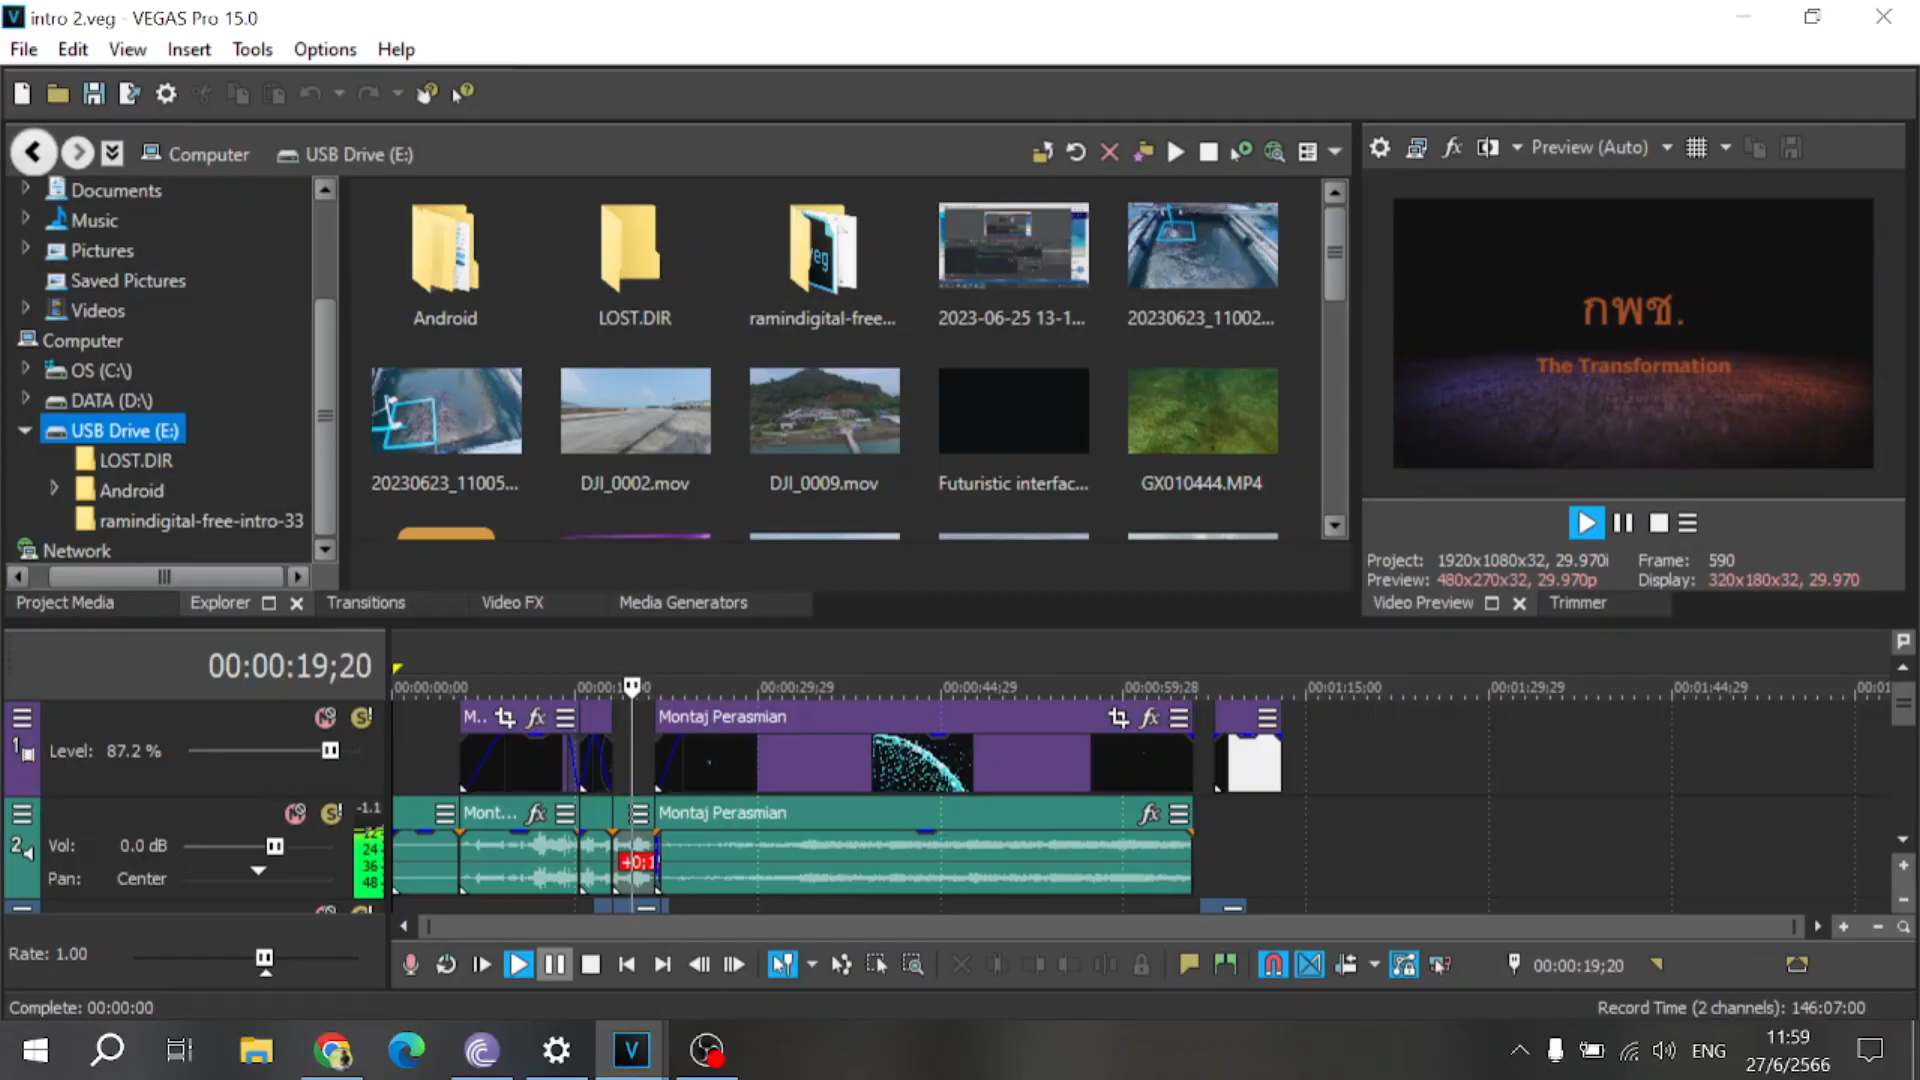 intro 2.veg - VEGAS Pro 15.0
File Edit View Insert Tools Options Help
Computer USB Drive (E:) Preview (Auto)
Documents
Music
Pictures
Saved Pictures
Videos
Computer
OS (C:\)
DATA (D:\)
USB Drive (E:)
LOST.DIR
Android
ramindigital-free-intro-33
Network
Android LOST.DIR ramindigital-free... 2023-06-25 13-1... 20230623_11002...
20230623_11005... DJI_0002.mov DJI_0009.mov Futuristic interfac... GX010444.MP4
veg
กพช.
The Transformation
Project: 1920x1080x32, 29.970i Frame: 590
Preview: 480x270x32, 29.970p Display: 320x180x32, 29.970
Project Media Explorer Transitions Video FX Media Generators Video Preview Trimmer
00:00:19;20
00:00:00;00 00:00:29;29 00:00:44;29 00:00:59;28 00:01:15;00 00:01:29;29 00:01:44;29
M.. Montaj Perasmian
1 Level: 87.2 %
-1.1
Mont... Montaj Perasmian
2 Vol: 0.0 dB
24
36
48
Pan: Center
Rate: 1.00
00:00:19;20
Complete: 00:00:00 Record Time (2 channels): 146:07:00
ENG
11:59
27/6/2566